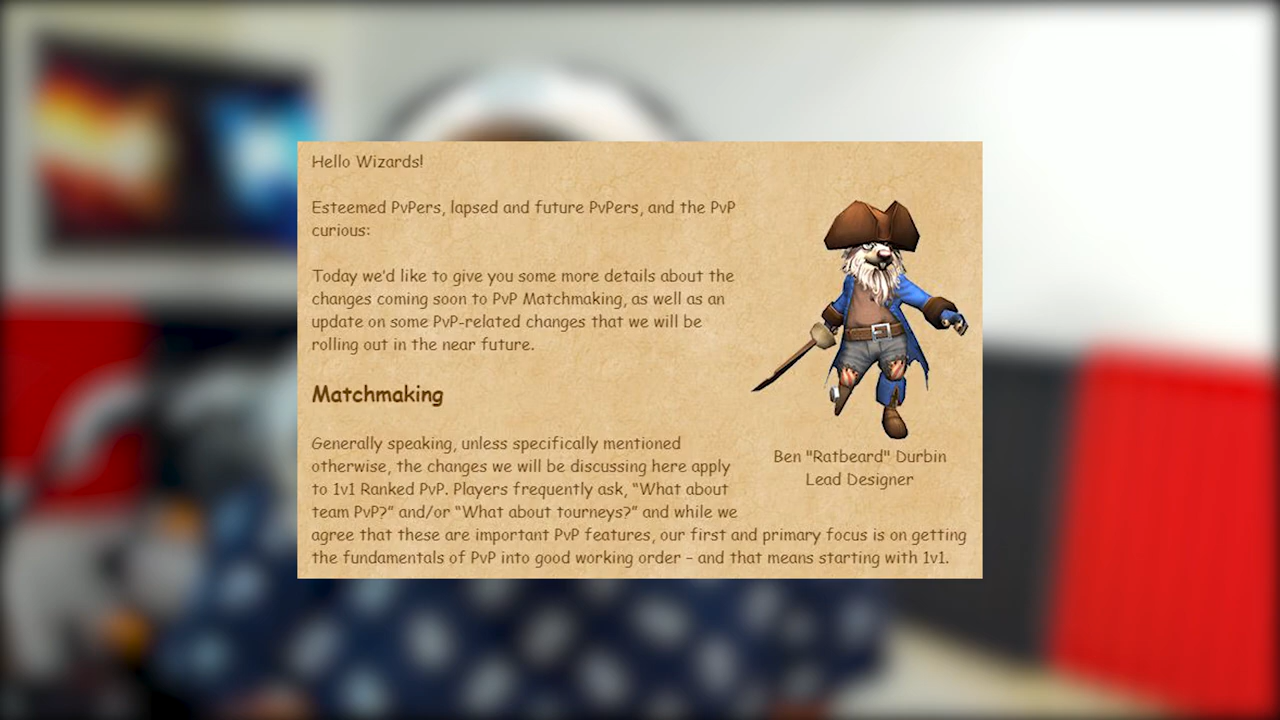 Hello Wizards!
Esteemed PvPers, lapsed and future PvPers, and the PvP
curious:
Today we'd like to give you some more details about the
changes coming soon to PvP Matchmaking, as well as an
update on some PvP-related changes that we will be
rolling out in the near future.
Matchmaking
Generally speaking, unless specifically mentioned
otherwise, the changes we will be discussing here apply
to 1v1 Ranked PvP. Players frequently ask, “What about
team PvP?” and/or “What about tourneys?” and while we
agree that these are important PvP features, our first and primary focus is on getting
the fundamentals of PvP into good working order – and that means starting with 1v1.
Ben "Ratbeard" Durbin
Lead Designer